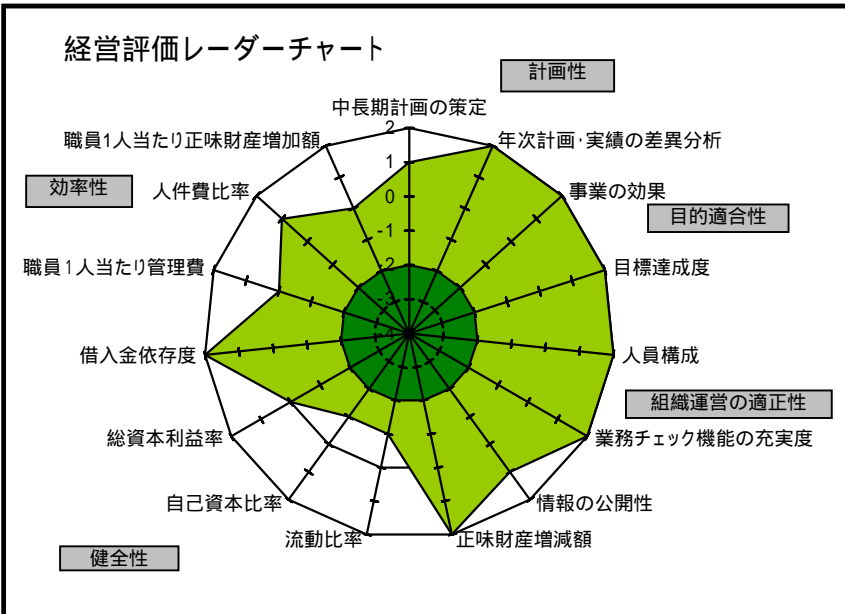 経営評価レーダーチャート
計画性
中長期計画の策定
職員1人当たり正味財産増加額
年次計画・実績の差異分析
効率性
人件費比率
事業の効果
目的適合性
職員1人当たり管理費
目標達成度
借入金依存度
人員構成
組織運営の適正性
総資本利益率
業務チェック機能の充実度
自己資本比率
情報の公開性
流動比率
正味財産増減額
健全性
2
1
0
-1
-2
-3
-4